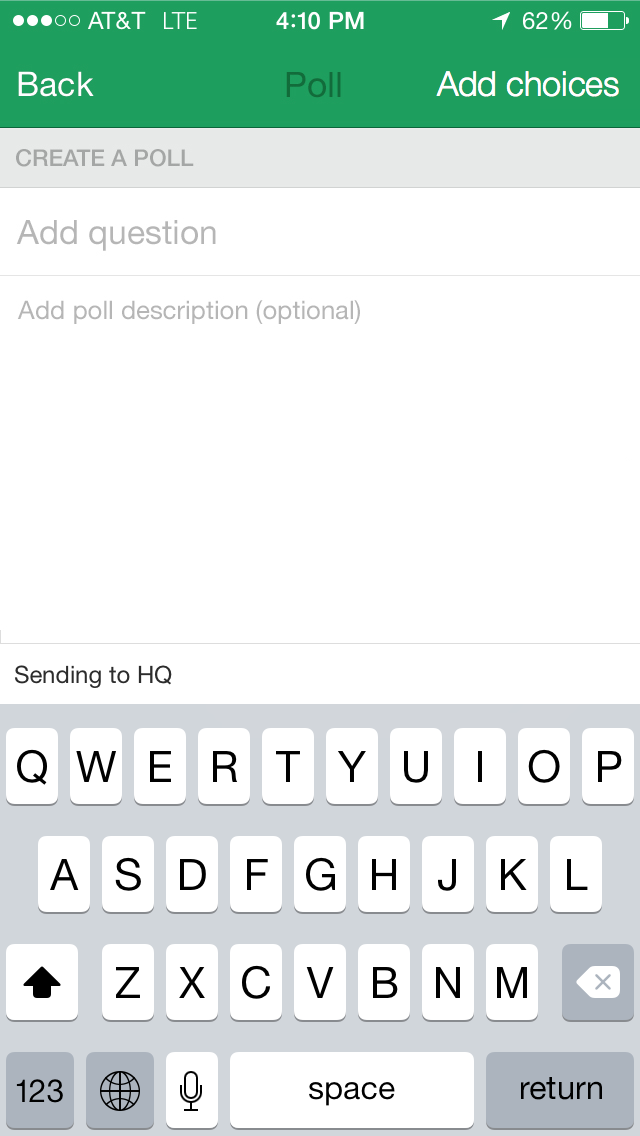 AT&T LTE 4:10 PM 62%
Back Poll Add choices
CREATE A POLL
Add question
Add poll description (optional)
Sending to HQ
Q W E R T Y U I O P
A S D F G H J K L
Z X C V B N M
123 space return